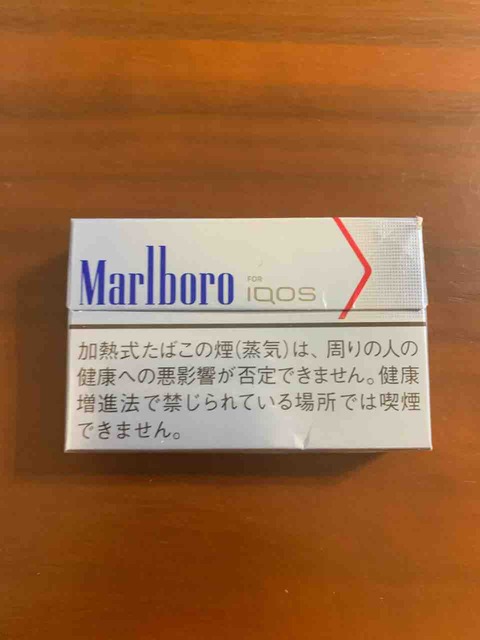 Marlboro FOR IQOS
加熱式たばこの煙(蒸気)は、周りの人の
健康への悪影響が否定できません。健康
増進法で禁じられている場所では喫煙
できません。